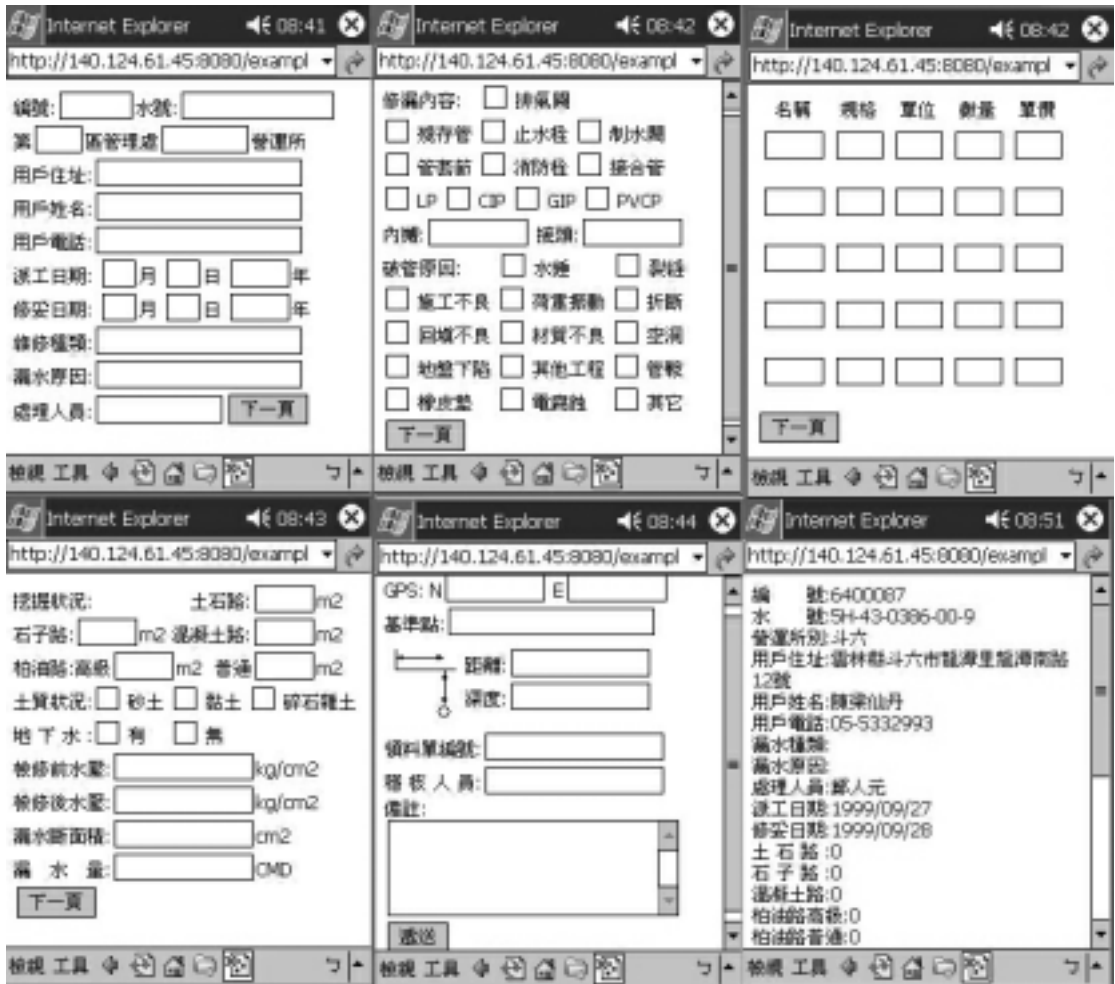 Internet Explorer 08:41
http://140.124.61.45:8080/exampl
編號: 水號:
第 區管理處 營運所
用戶住址:
用戶姓名:
用戶電話:
派工日期: 月 日 年
修妥日期: 月 日 年
維修種類:
漏水原因:
處理人員: 下一頁
檢視 工具
Internet Explorer 08:42
http://140.124.61.45:8080/exampl
修漏內容: 排氣閥
殘存管 止水栓 制水閥
管套節 消防栓 接合管
LP CIP GIP PVCP
內襯: 接頭:
破管原因: 水錘 裂縫
施工不良 荷重振動 折斷
回填不良 材質不良 空洞
地盤下陷 其他工程 管齡
橡皮墊 電腐蝕 其它
下一頁
檢視 工具
Internet Explorer 08:42
http://140.124.61.45:8080/exampl
名稱 規格 單位 數量 單價
下一頁
檢視 工具
Internet Explorer 08:43
http://140.124.61.45:8080/exampl
挖掘狀況: 土石路: m2
石子路: m2 混凝土路: m2
柏油路:高級 m2 普通 m2
土質狀況: 砂土 黏土 碎石雜土
地下水: 有 無
檢修前水壓: kg/cm2
檢修後水壓: kg/cm2
漏水斷面積: cm2
漏 水 量: CMD
下一頁
檢視 工具
Internet Explorer 08:44
http://140.124.61.45:8080/exampl
GPS: N E
基準點:
距離:
深度:
領料單編號:
稽核人員:
備註:
遞送
檢視 工具
Internet Explorer 08:51
http://140.124.61.45:8080/exampl
編 號:6400087
水 號:5H-43-0386-00-9
營運所別:斗六
用戶住址:雲林縣斗六市龍潭里龍潭南路
12號
用戶姓名:陳梁仙丹
用戶電話:05-5332993
漏水種類:
漏水原因:
處理人員:鄭人元
派工日期:1999/09/27
修妥日期:1999/09/28
土 石 路:0
石 子 路:0
混凝土路:0
柏油路高級:0
柏油路普通:0
檢視 工具